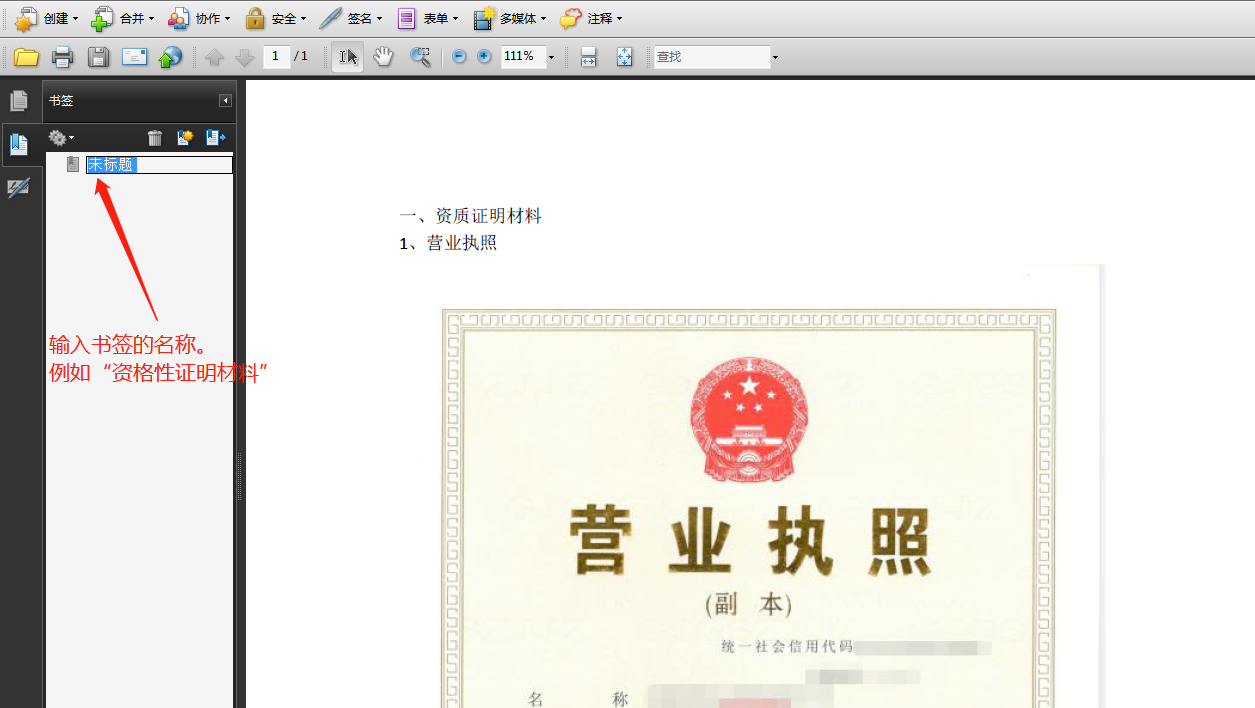 创建 合并 协作 安全 签名 表单 多媒体 注释
1 / 1 111% 查找
书签
未标题
输入书签的名称。
例如“资格性证明材料”
一、资质证明材料
1、营业执照
营业执照
(副 本)
统一社会信用代码
名 称